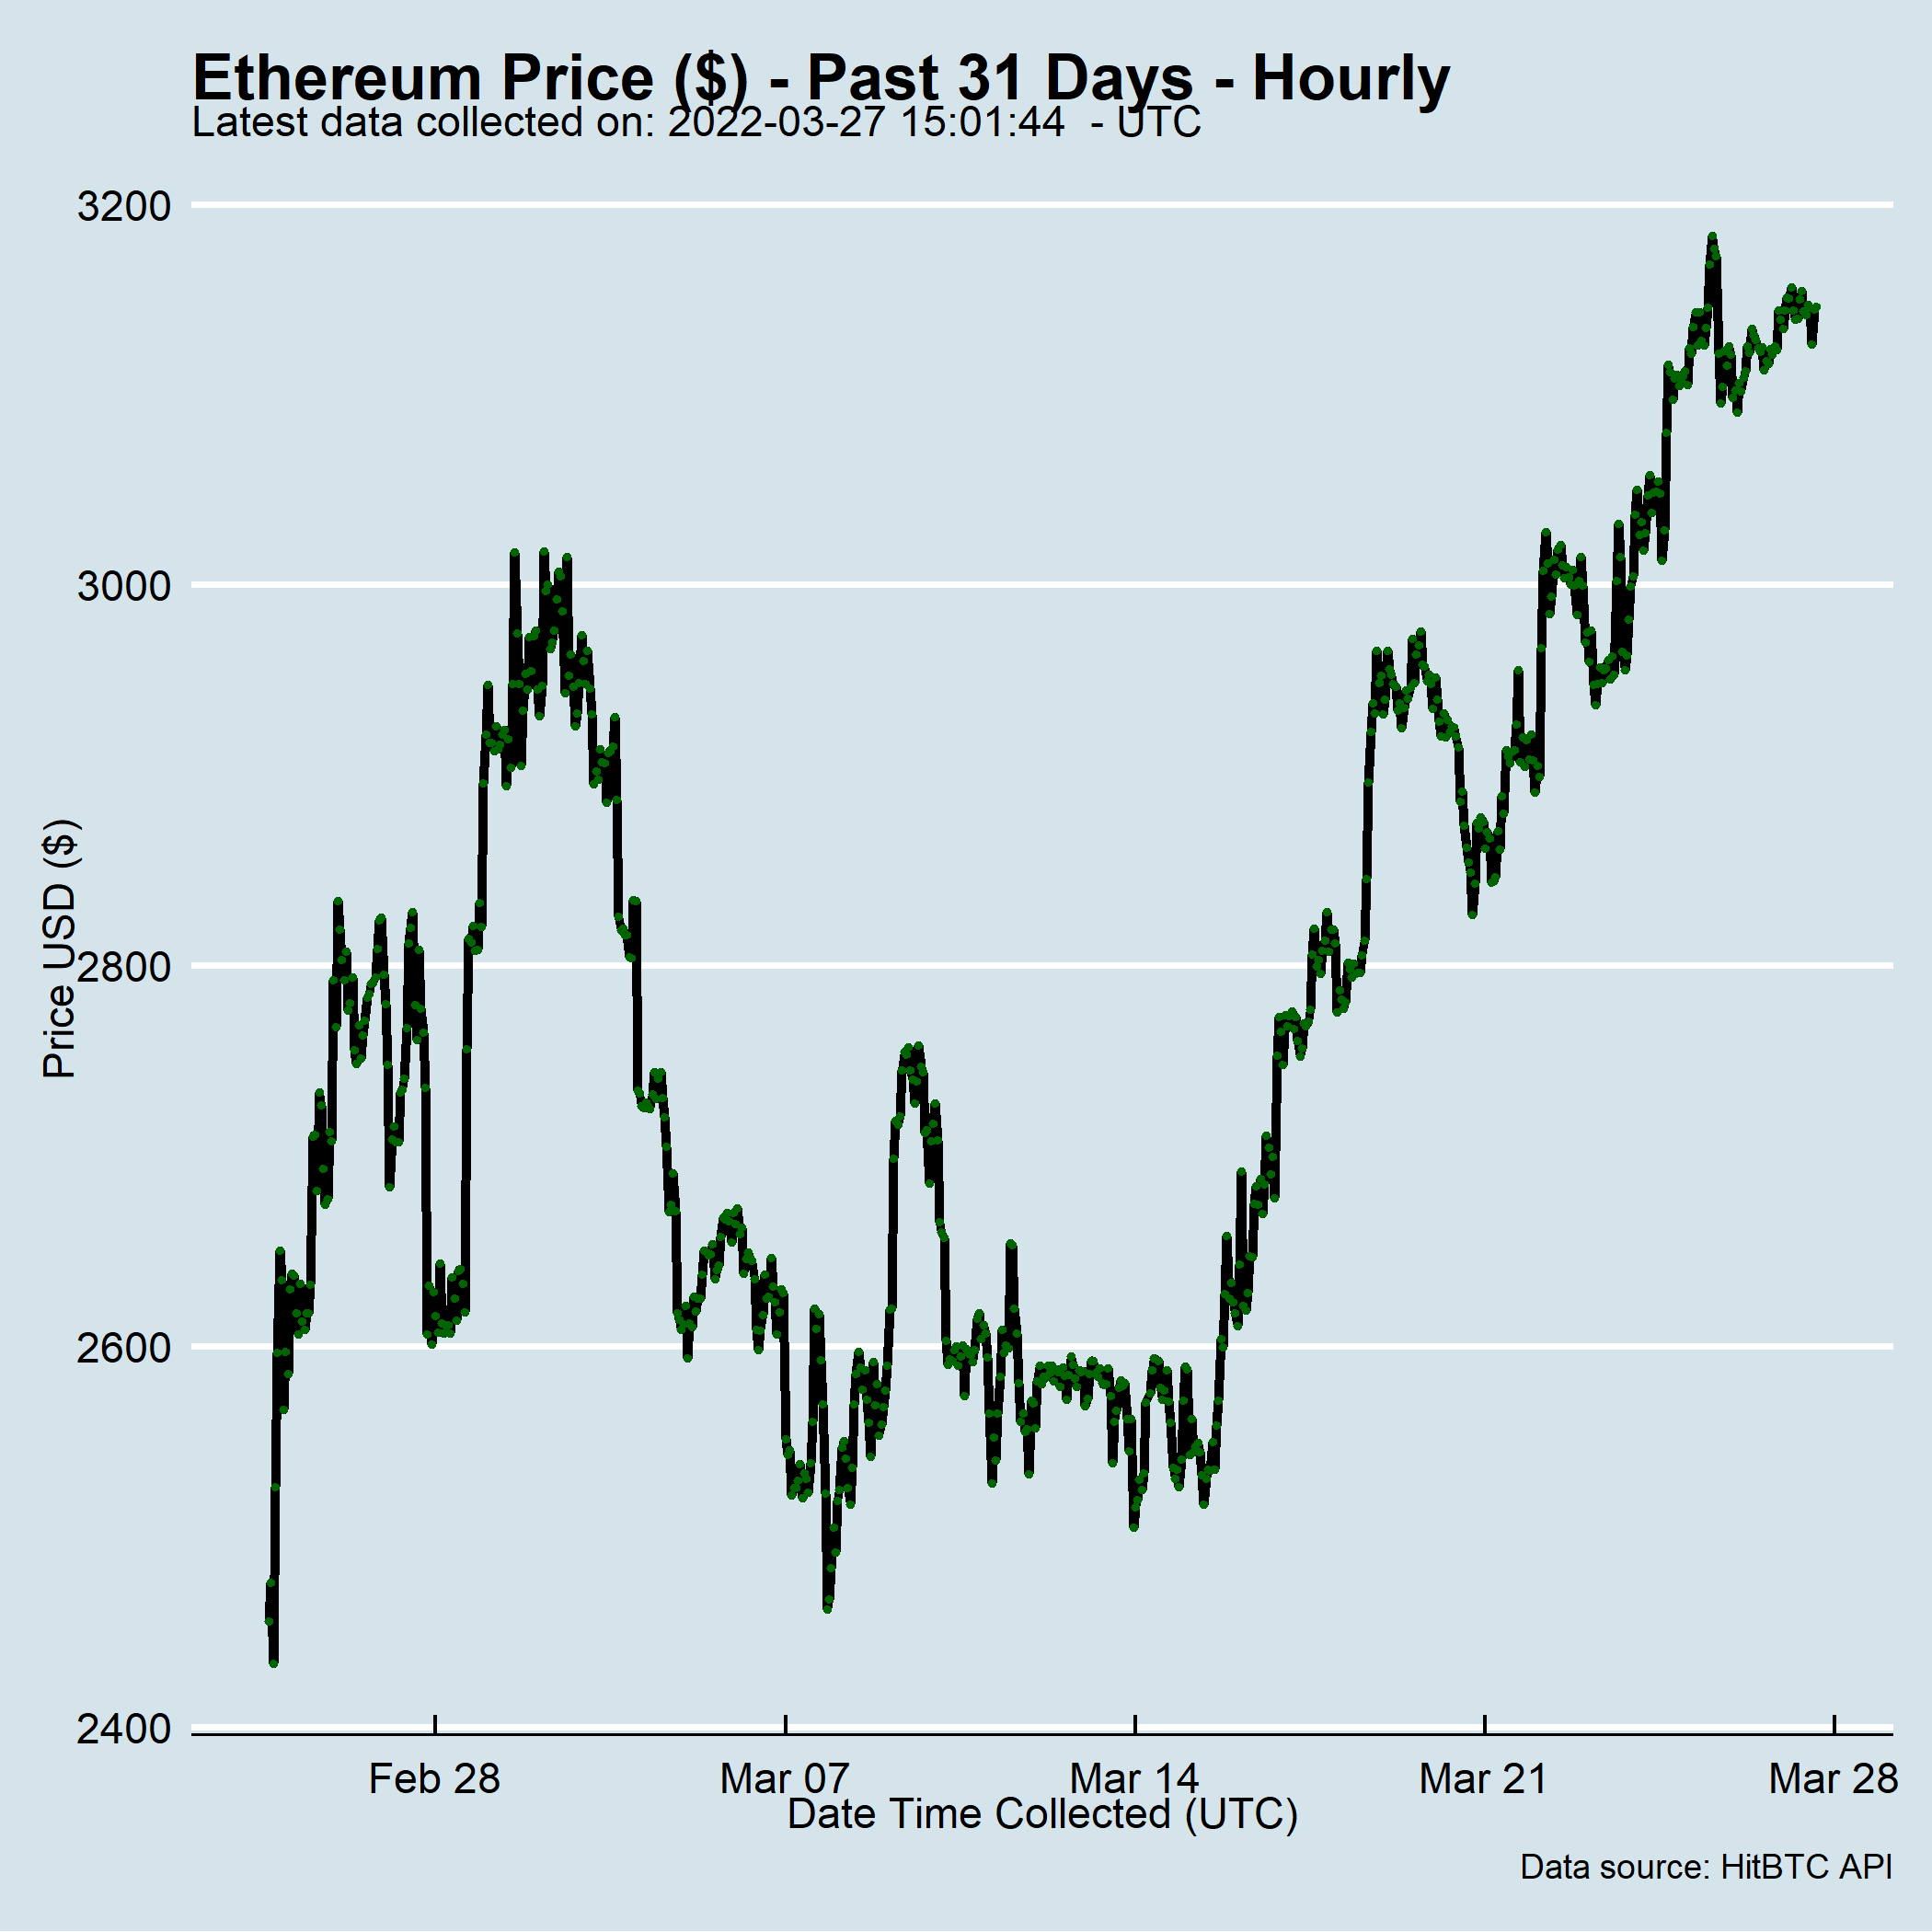 Ethereum Price ($) - Past 31 Days - Hourly
Latest data collected on: 2022-03-27 15:01:44  - UTC
3200
3000
2800
2600
2400
Price USD ($)
Feb 28
Mar 07
Mar 14
Mar 21
Mar 28
Date Time Collected (UTC)
Data source: HitBTC API